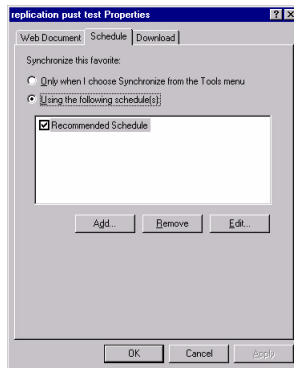 replication pust test Properties
Web Document Schedule Download
Synchronize this favorite:
Only when I choose Synchronize from the Tools menu
Using the following schedule(s):
Recommended Schedule
Add... Remove Edit...
OK Cancel Apply